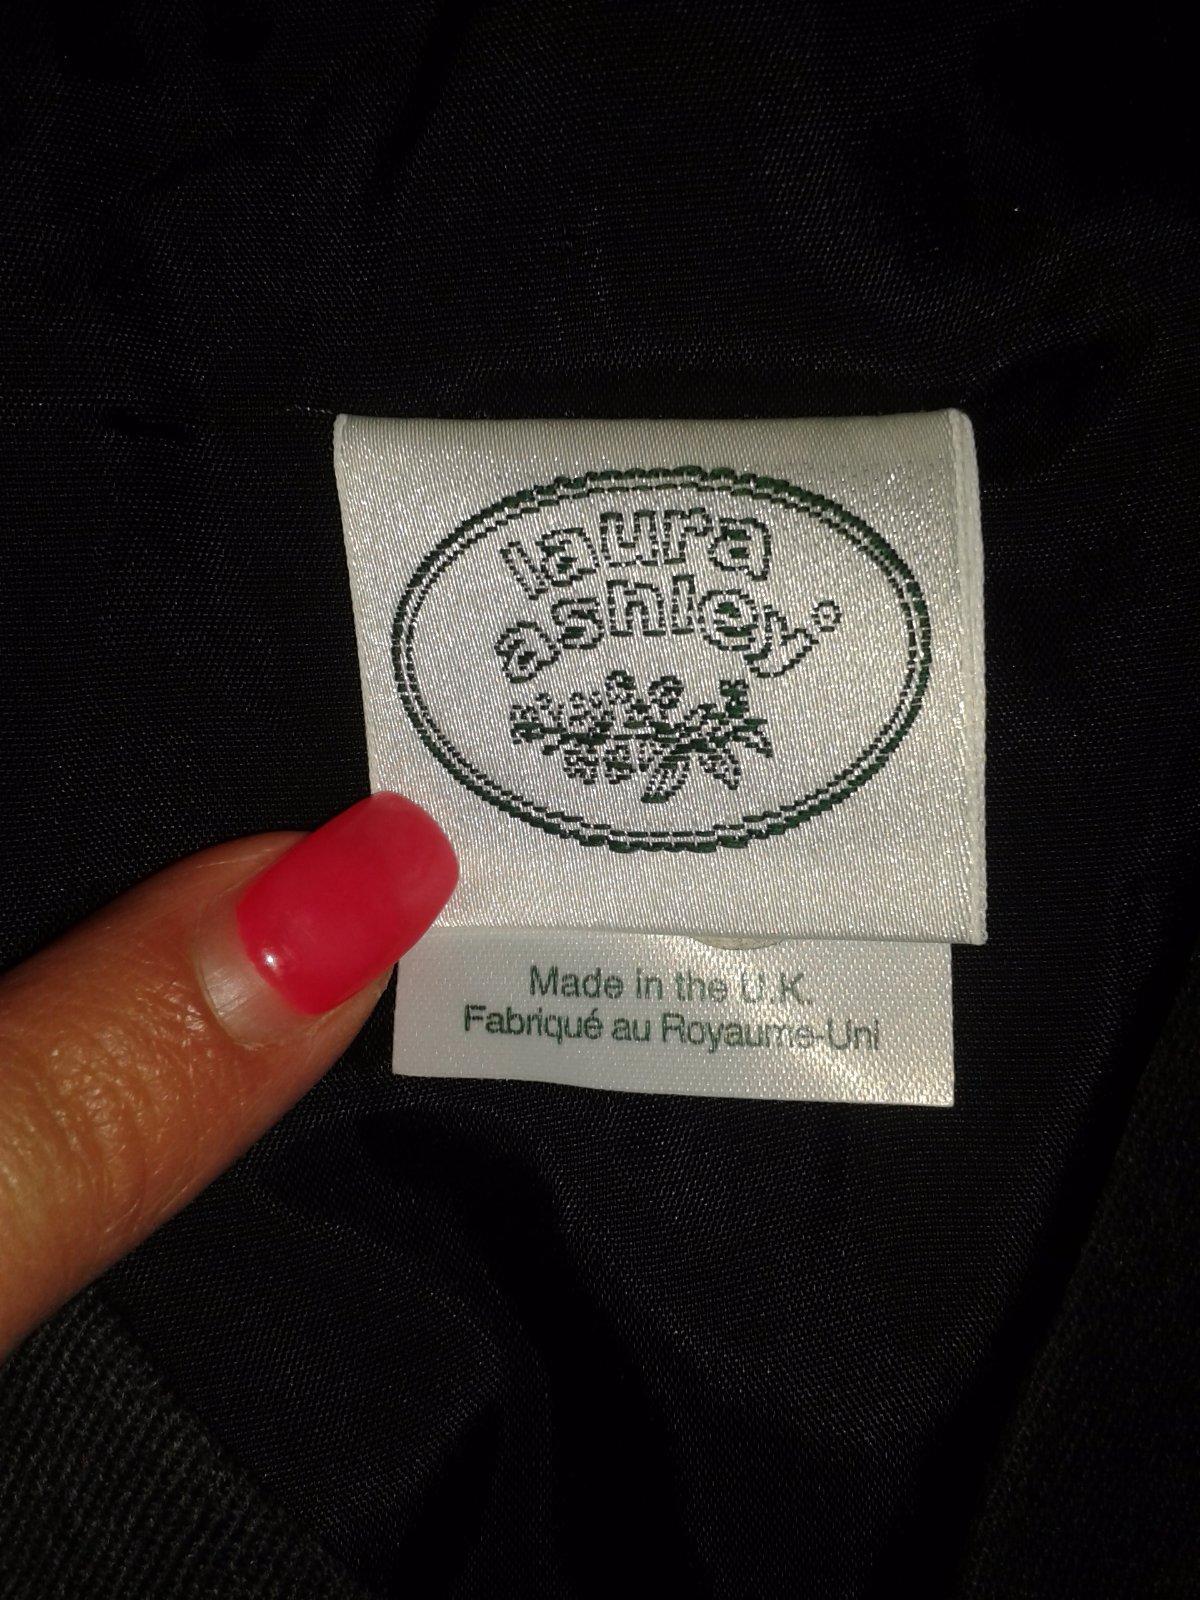 laura
ashley®
Made in the U.K.
Fabriqué au Royaume-Uni